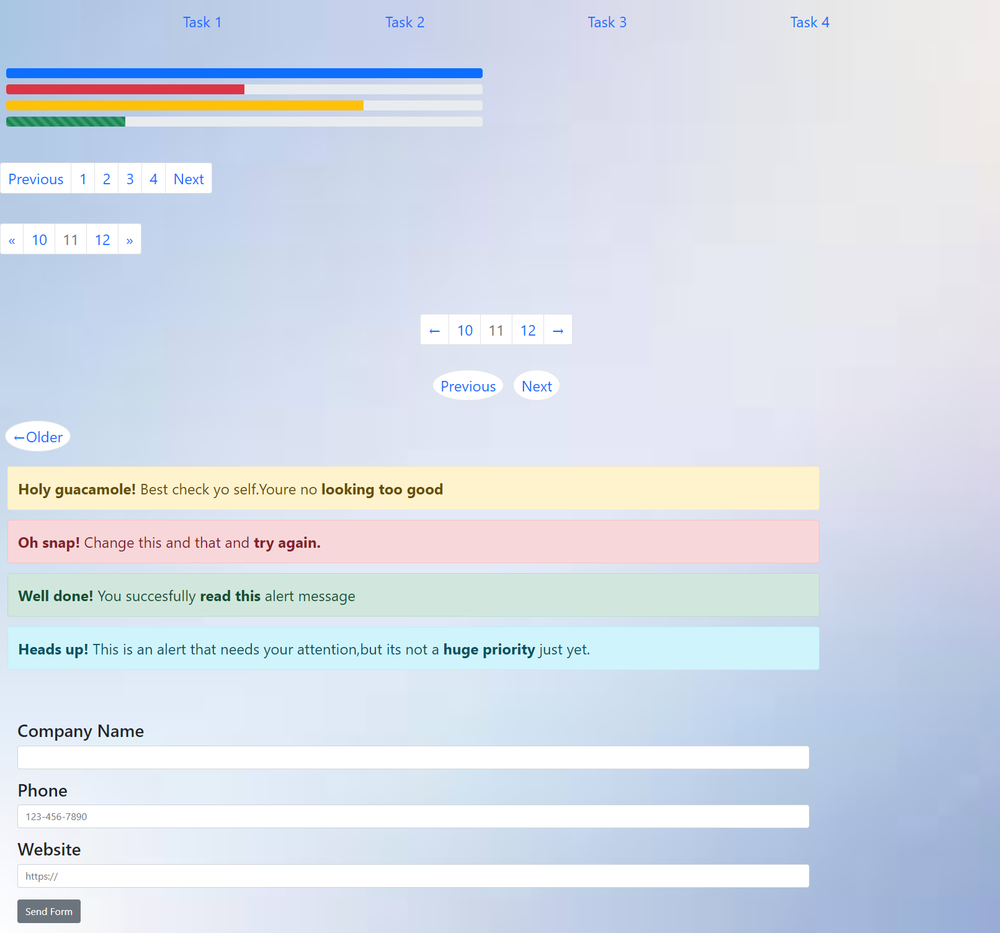 Task 1 Task 2 Task 3 Task 4
Previous 1 2 3 4 Next
« 10 11 12 »
← 10 11 12 →
Previous Next
←Older
Holy guacamole! Best check yo self.Youre no looking too good
Oh snap! Change this and that and try again.
Well done! You succesfully read this alert message
Heads up! This is an alert that needs your attention,but its not a huge priority just yet.
Company Name
Phone
123-456-7890
Website
https://
Send Form